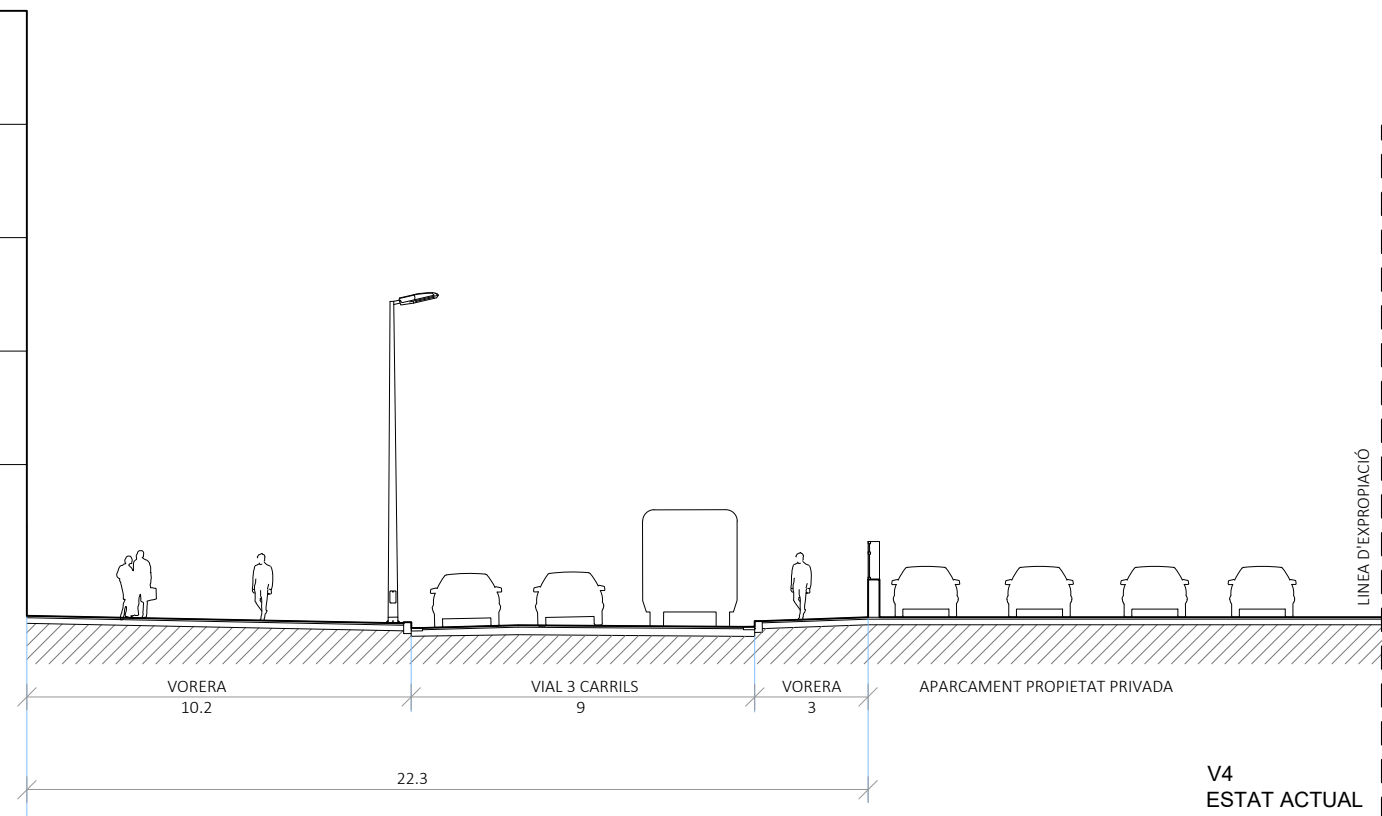 LINEA D'EXPROPIACIÓ
VORERA
10.2
VIAL 3 CARRILS
9
VORERA
3
APARCAMENT PROPIETAT PRIVADA
22.3
V4
ESTAT ACTUAL